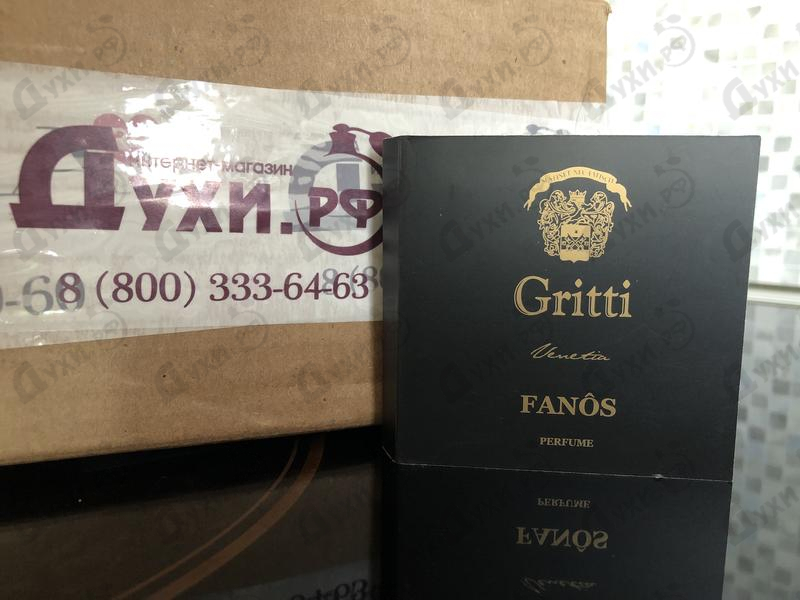 интернет-магазин
Духи.рф
8 (800) 333-64-63
Gritti
Venetia
FANÔS
PERFUME